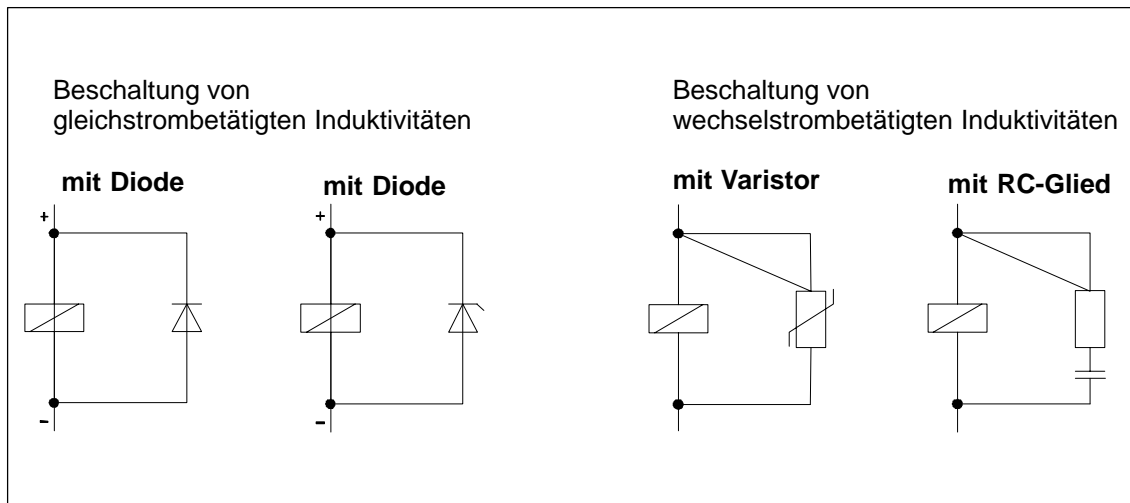 Beschaltung von
gleichstrombetätigten Induktivitäten
Beschaltung von
wechselstrombetätigten Induktivitäten
mit Diode
mit Diode
mit Varistor
mit RC-Glied
+
+
-
-